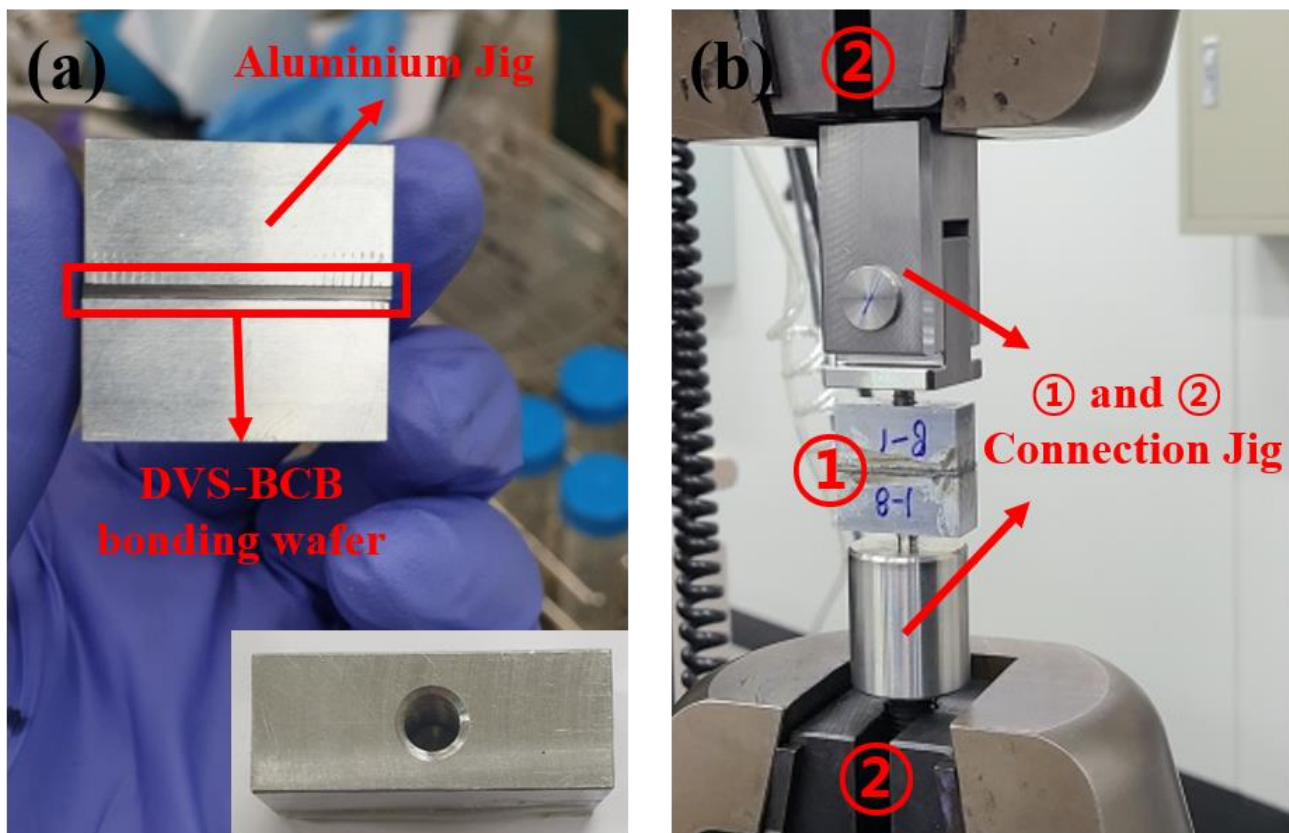 (a)
Aluminium Jig
DVS-BCB
bonding wafer
(b)
②
① and ②
Connection Jig
①
1-8
8-1
②